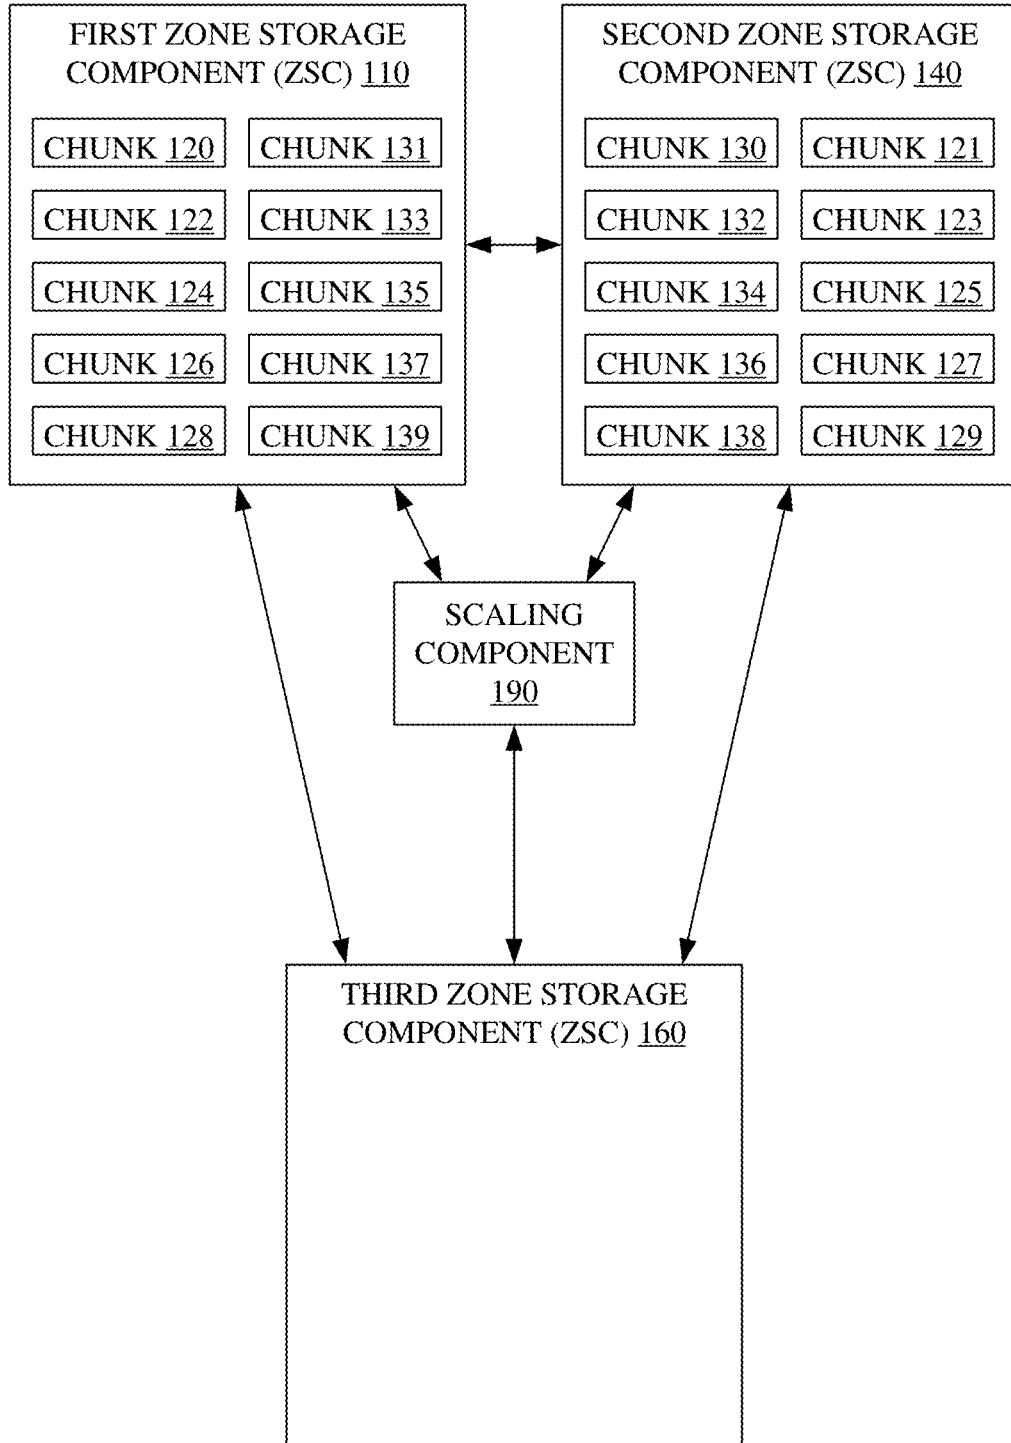 FIRST ZONE STORAGE
COMPONENT (ZSC) 110
CHUNK 120
CHUNK 131
CHUNK 122
CHUNK 133
CHUNK 124
CHUNK 135
CHUNK 126
CHUNK 137
CHUNK 128
CHUNK 139
SECOND ZONE STORAGE
COMPONENT (ZSC) 140
CHUNK 130
CHUNK 121
CHUNK 132
CHUNK 123
CHUNK 134
CHUNK 125
CHUNK 136
CHUNK 127
CHUNK 138
CHUNK 129
SCALING
COMPONENT
190
THIRD ZONE STORAGE
COMPONENT (ZSC) 160